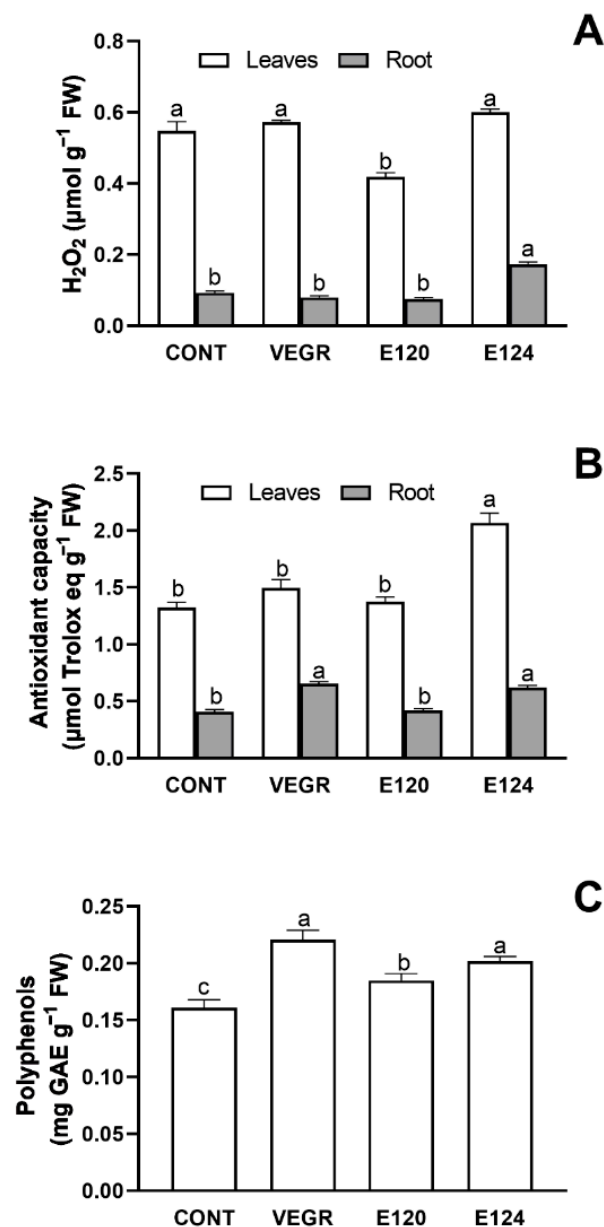 A
0.8
Leaves Root
0.6
0.4
0.2
0.0
H₂O₂ (µmol g⁻¹ FW)
a b a b b b a a
CONT VEGR E120 E124
B
2.5
Leaves Root
2.0
1.5
1.0
0.5
0.0
Antioxidant capacity
(µmol Trolox eq g⁻¹ FW)
b b b a b b a a
CONT VEGR E120 E124
C
0.25
0.20
0.15
0.10
0.05
0.00
Polyphenols
(mg GAE g⁻¹ FW)
c a b a
CONT VEGR E120 E124